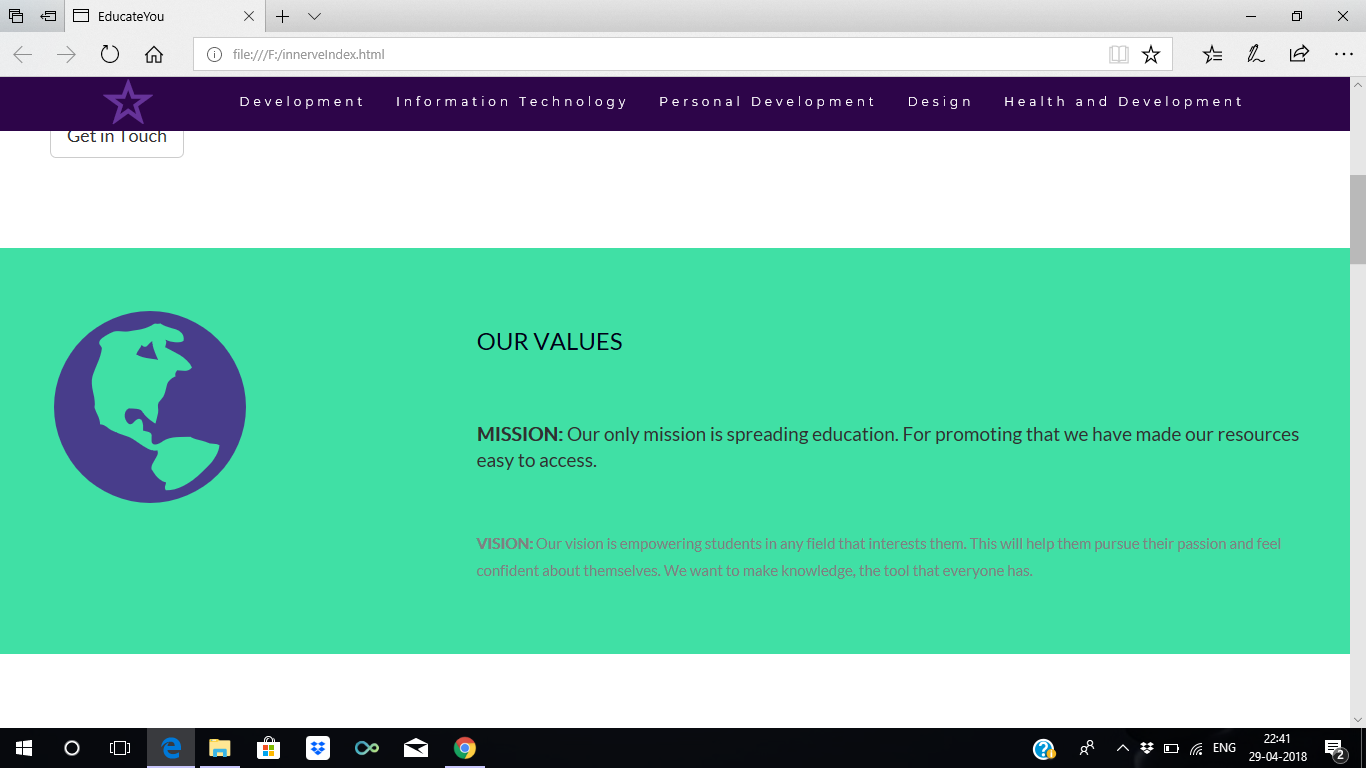 EducateYou
file:///F:/innerveIndex.html
Development Information Technology Personal Development Design Health and Development
Get in Touch
OUR VALUES
MISSION: Our only mission is spreading education. For promoting that we have made our resources
easy to access.
VISION: Our vision is empowering students in any field that interests them. This will help them pursue their passion and feel
confident about themselves. We want to make knowledge, the tool that everyone has.
22:41
ENG
29-04-2018
2